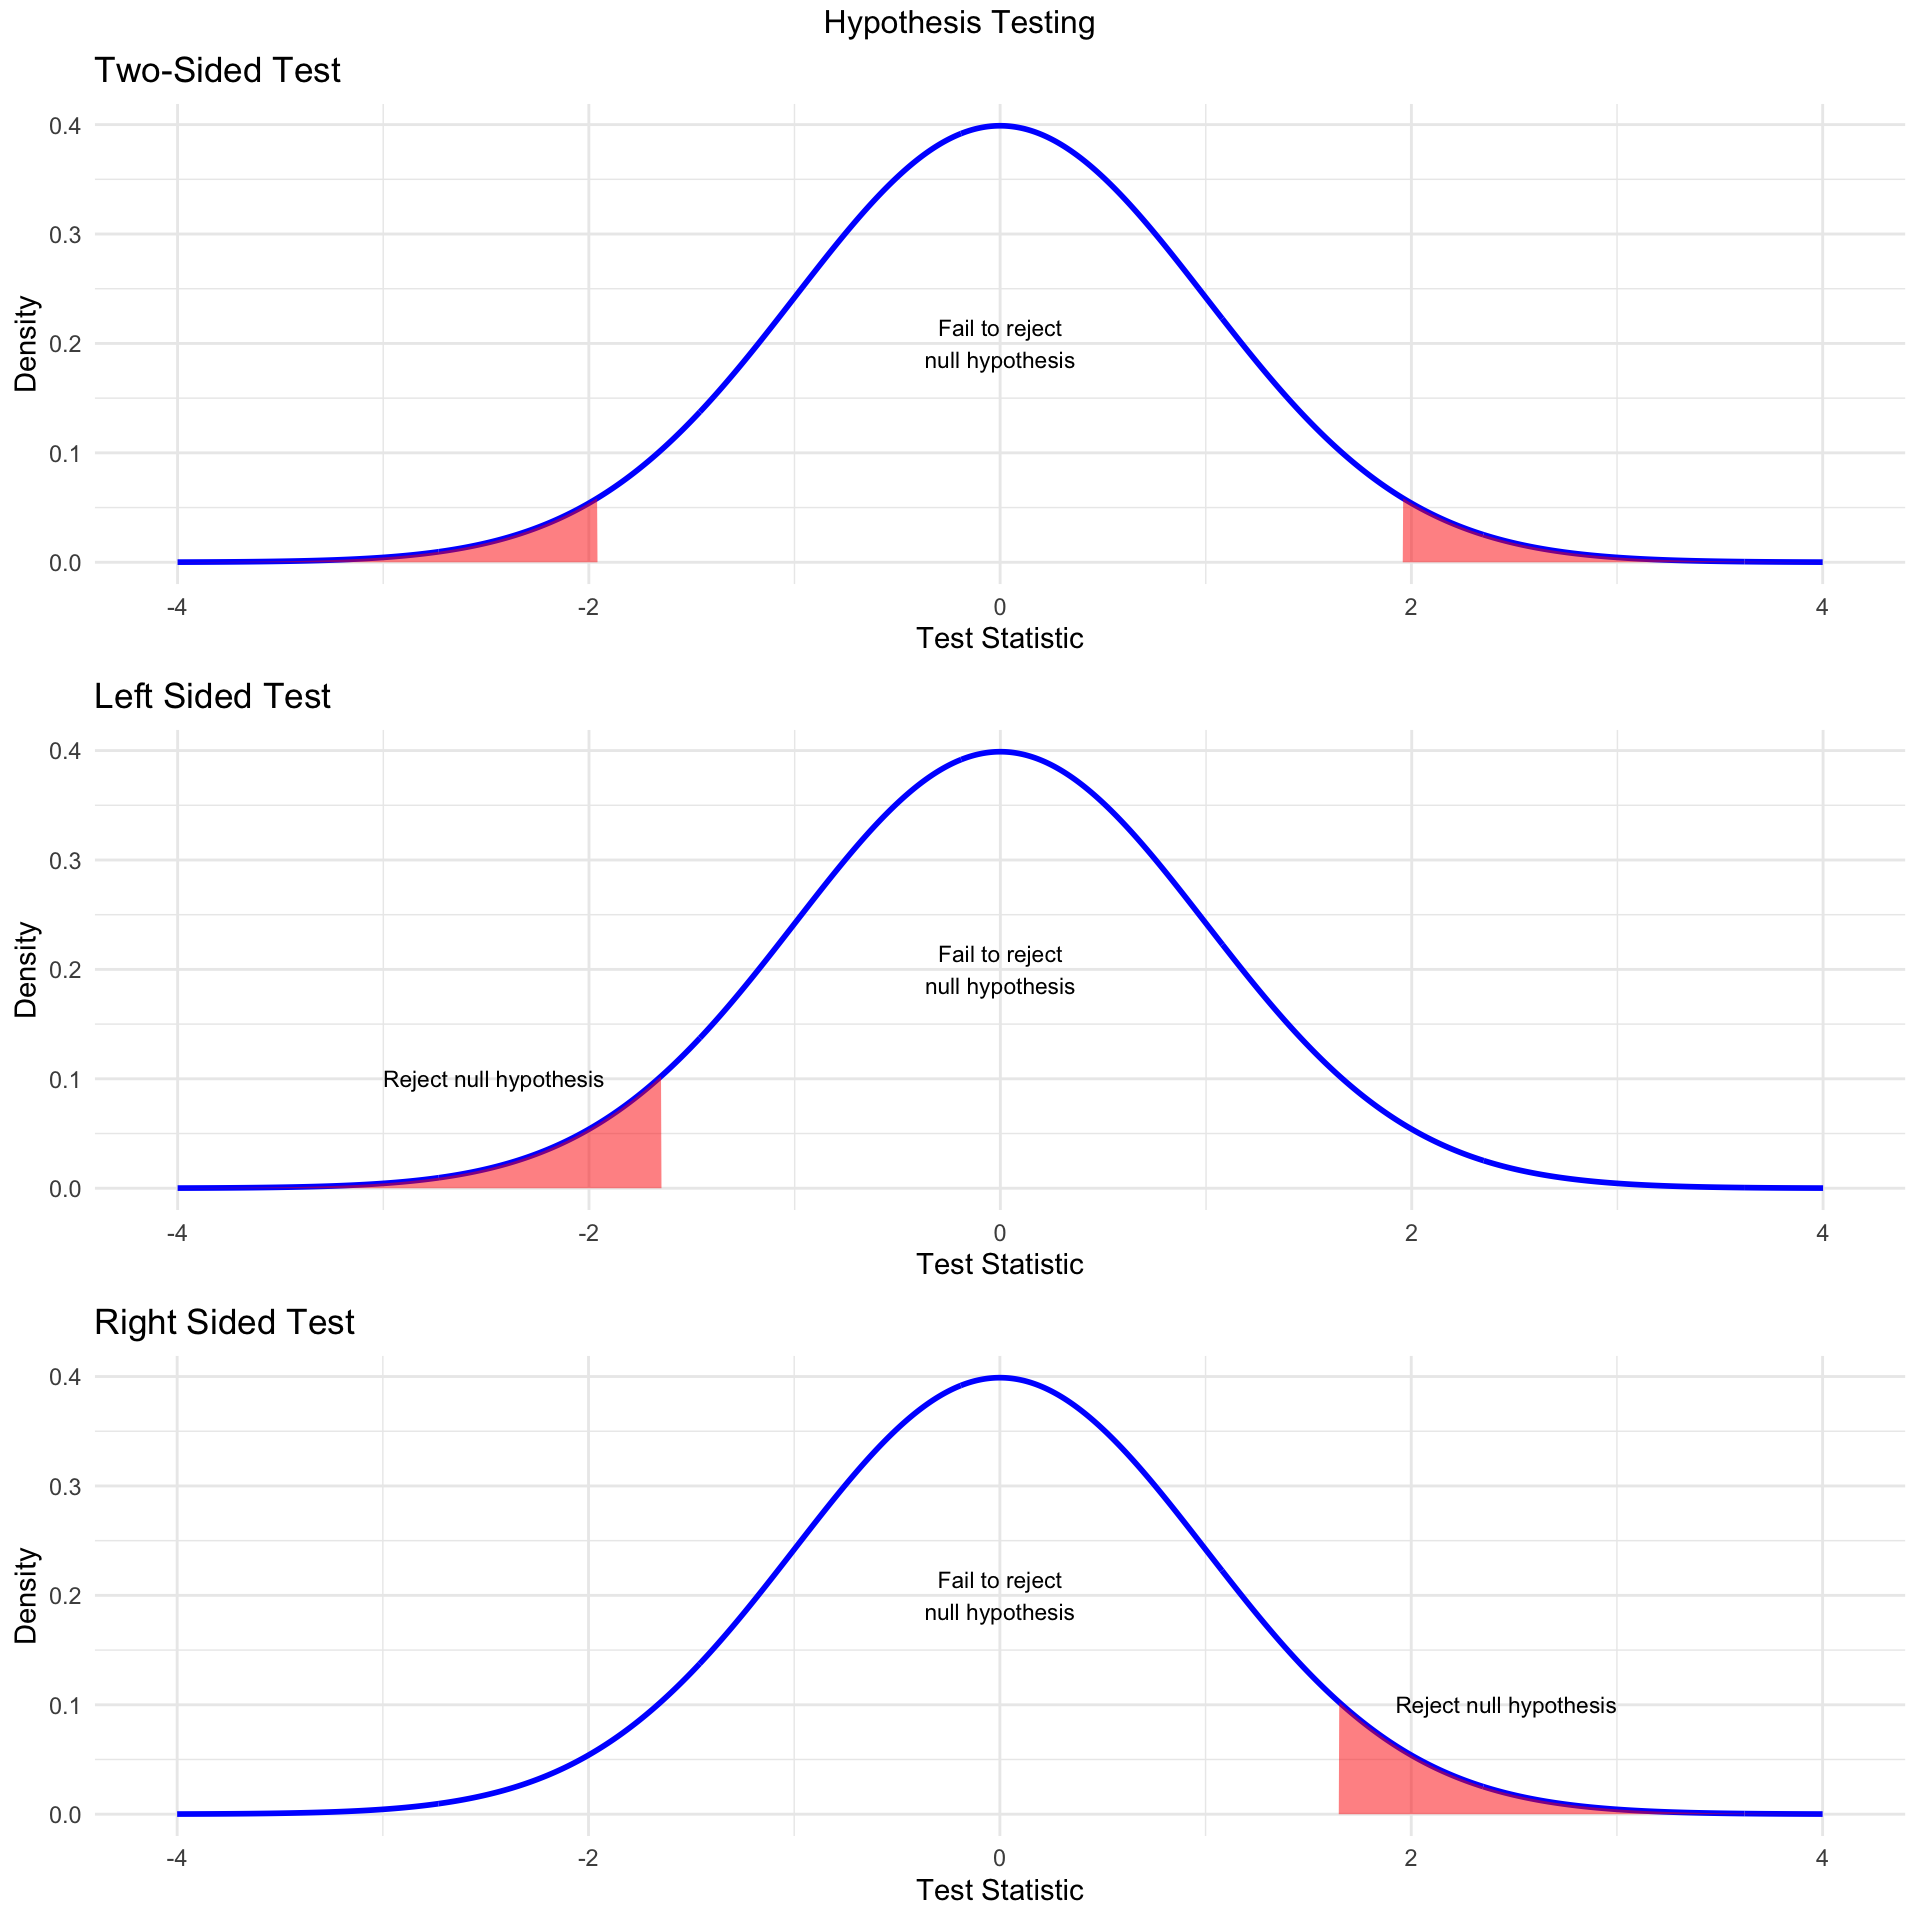 Hypothesis Testing
Two-Sided Test
0.4
0.3
0.2
0.1
0.0
Density
Fail to reject
null hypothesis
-4
-2
0
2
4
Test Statistic
Left Sided Test
0.4
0.3
0.2
0.1
0.0
Density
Fail to reject
null hypothesis
Reject null hypothesis
-4
-2
0
2
4
Test Statistic
Right Sided Test
0.4
0.3
0.2
0.1
0.0
Density
Fail to reject
null hypothesis
Reject null hypothesis
-4
-2
0
2
4
Test Statistic